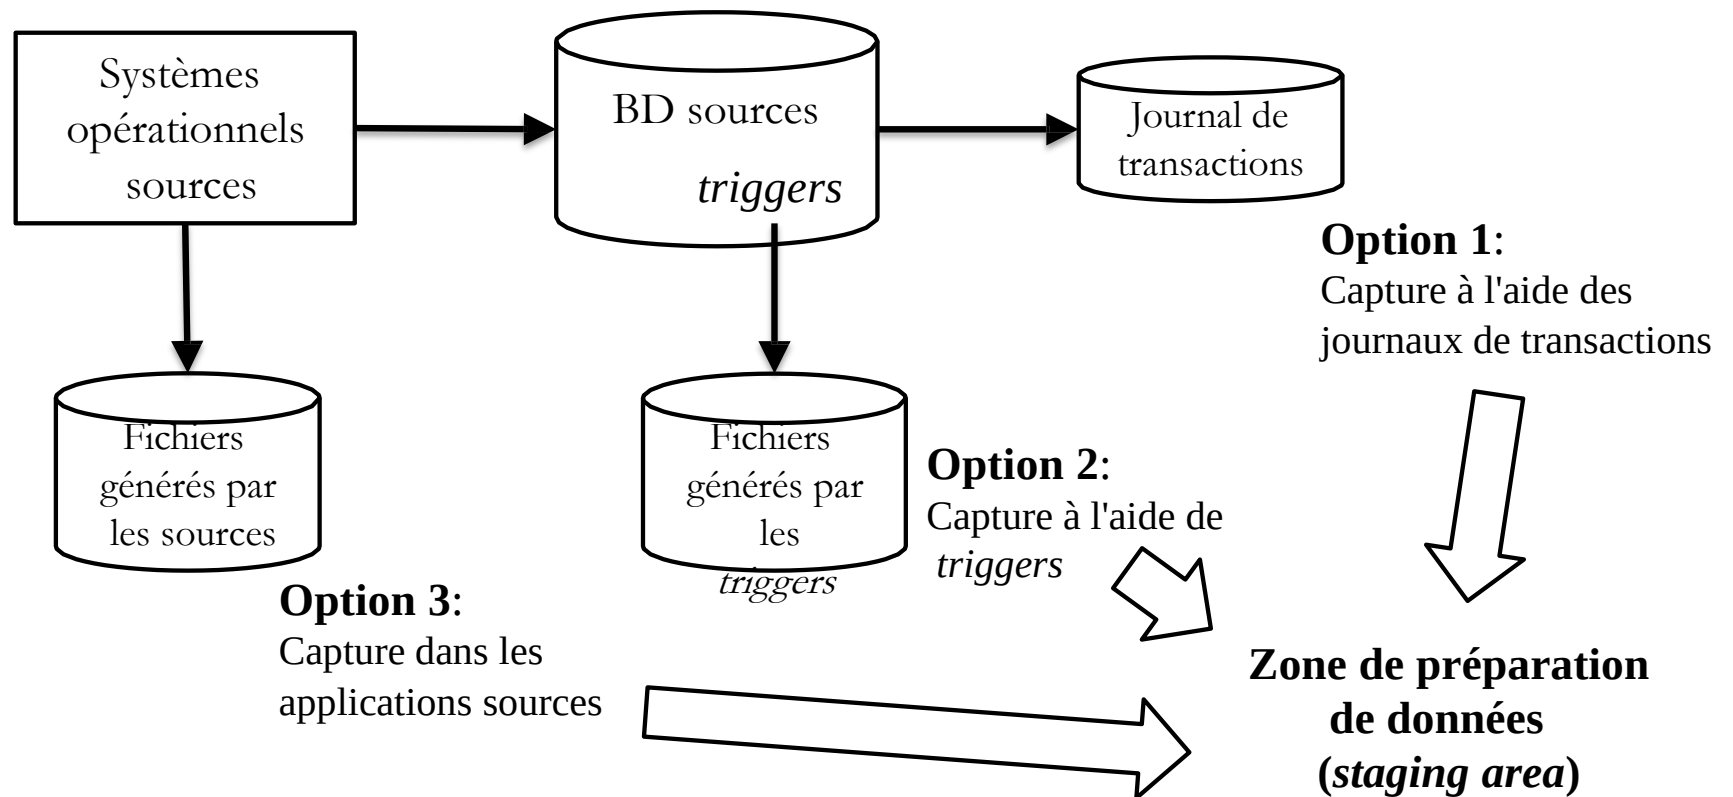 Systèmes
opérationnels
sources
BD sources
triggers
Journal de
transactions
Option 1:
Capture à l'aide des
journaux de transactions
Fichiers
générés par
les sources
Fichiers
générés par
les
triggers
Option 2:
Capture à l'aide de
triggers
Option 3:
Capture dans les
applications sources
Zone de préparation
de données
(staging area)